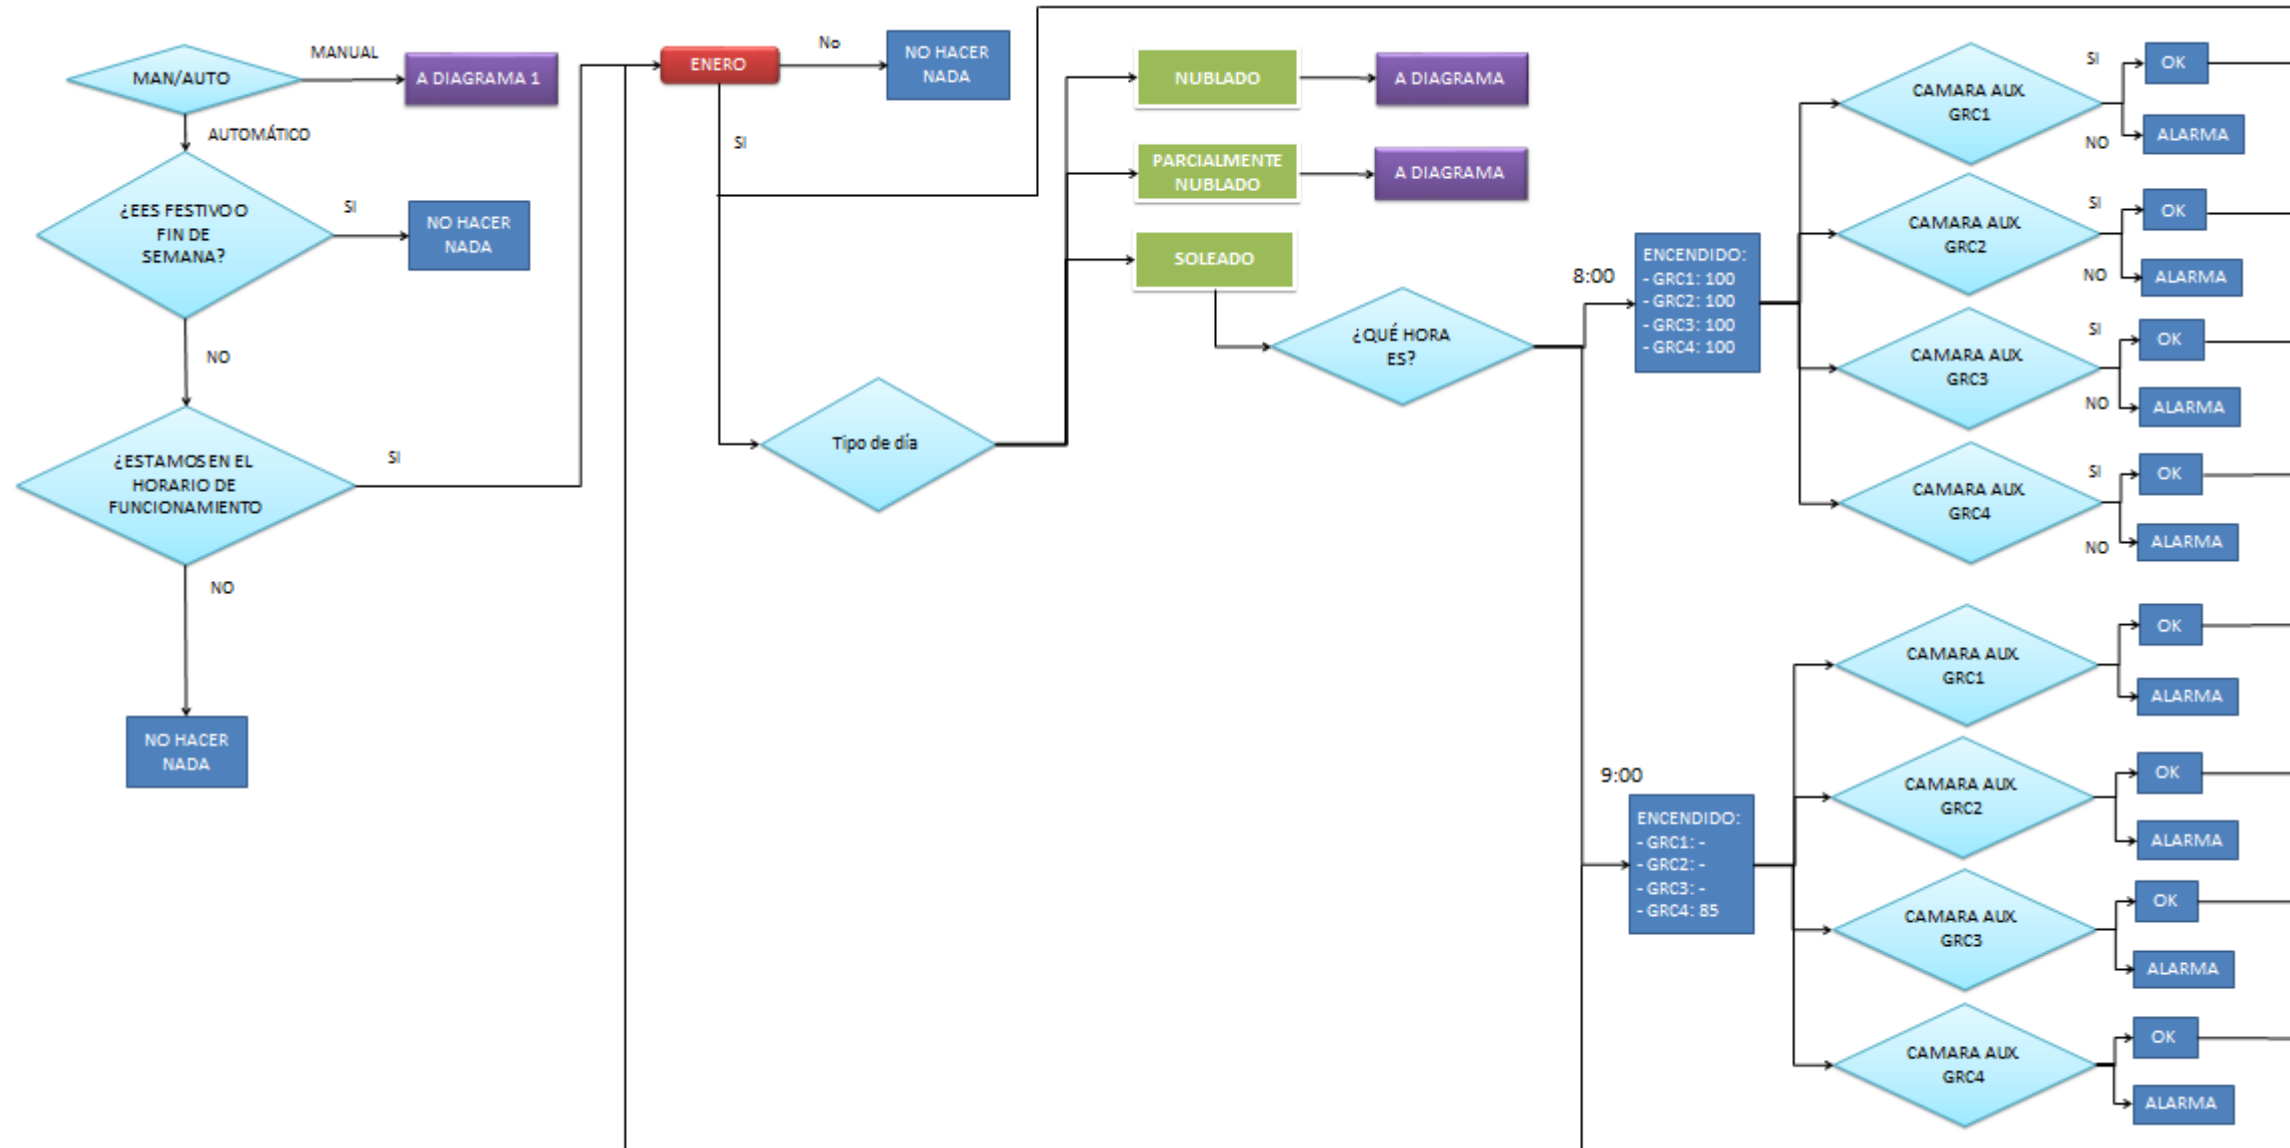 MAN/AUTO
MANUAL
A DIAGRAMA 1
AUTOMÁTICO
¿EES FESTIVO O
FIN DE
SEMANA?
SI
NO HACER
NADA
NO
¿ESTAMOS EN EL
HORARIO DE
FUNCIONAMIENTO
SI
NO
NO HACER
NADA
ENERO
No
NO HACER
NADA
SI
Tipo de día
NUBLADO
A DIAGRAMA
PARCIALMENTE
NUBLADO
A DIAGRAMA
SOLEADO
¿QUÉ HORA
ES?
8:00
ENCENDIDO:
- GRC1: 100
- GRC2: 100
- GRC3: 100
- GRC4: 100
CAMARA AUX.
GRC1
SI
OK
NO
ALARMA
CAMARA AUX.
GRC2
SI
OK
NO
ALARMA
CAMARA AUX.
GRC3
SI
OK
NO
ALARMA
CAMARA AUX.
GRC4
SI
OK
NO
ALARMA
9:00
ENCENDIDO:
- GRC1: -
- GRC2: -
- GRC3: -
- GRC4: 85
CAMARA AUX.
GRC1
OK
ALARMA
CAMARA AUX.
GRC2
OK
ALARMA
CAMARA AUX.
GRC3
OK
ALARMA
CAMARA AUX.
GRC4
OK
ALARMA